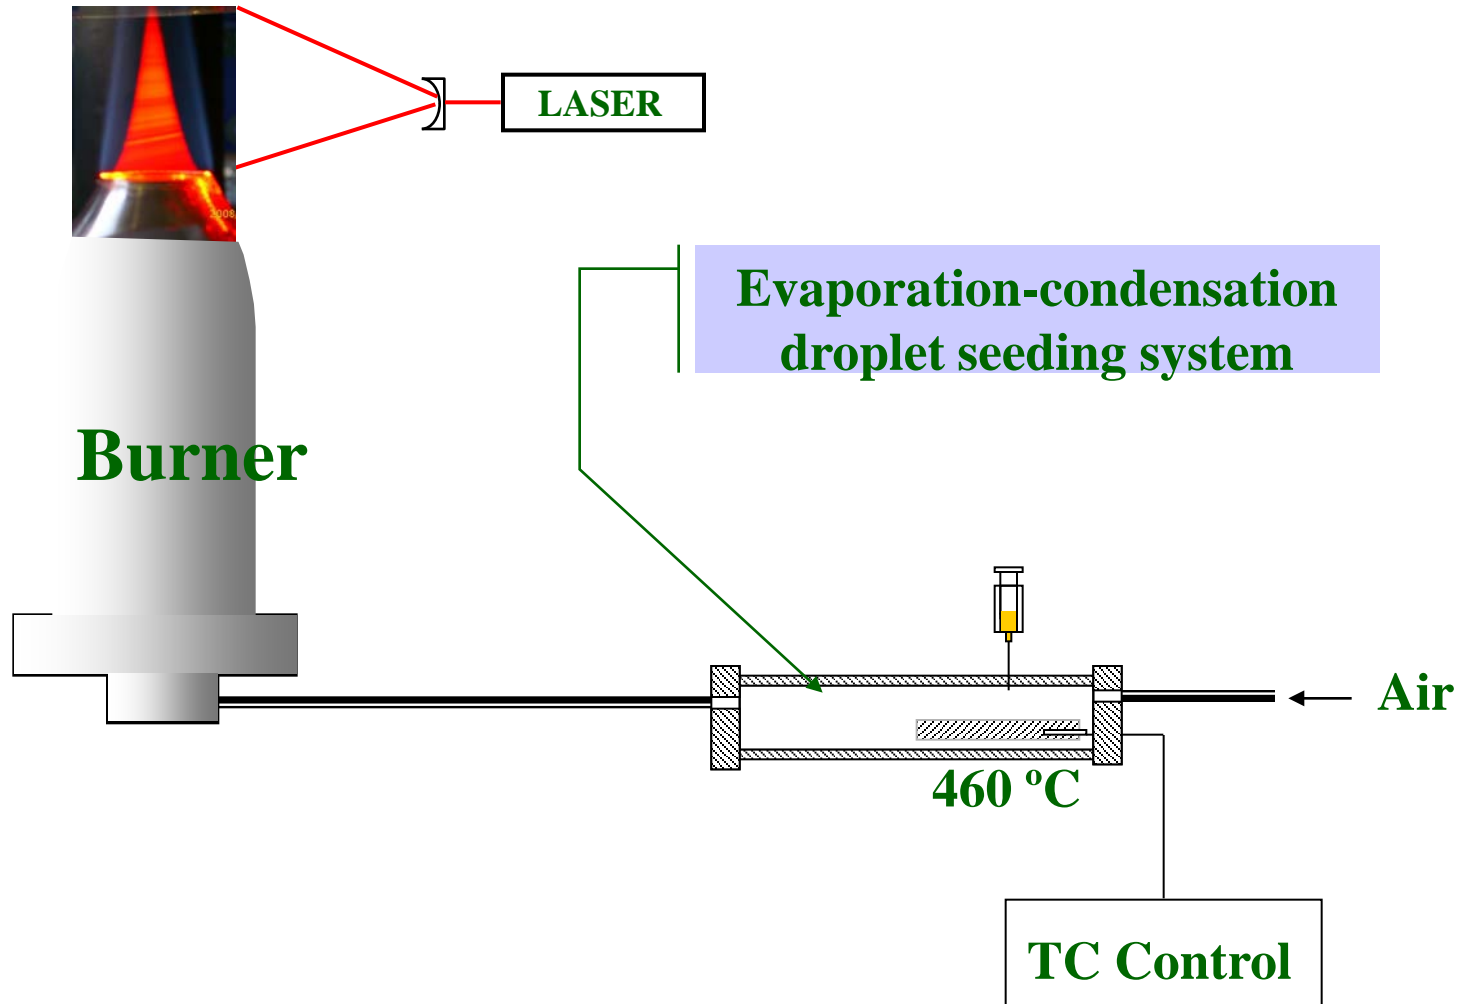 LASER
Evaporation-condensation
droplet seeding system
Burner
Air
460 ºC
TC Control